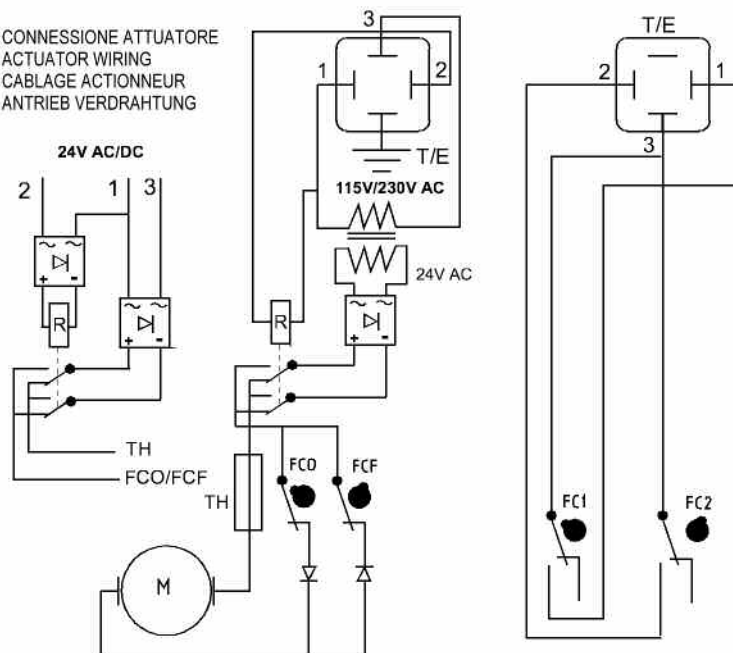 CONNESSIONE ATTUATORE
ACTUATOR WIRING
CABLAGE ACTIONNEUR
ANTRIEB VERDRAHTUNG
24V AC/DC
2 1 3
~ ~
+ -
R
~ ~
+ -
TH
FCO/FCF
3
1 2
T/E
115V/230V AC
24V AC
R
~ ~
+ -
TH
FCO FCF
M
T/E
2 1
3
FC1 FC2